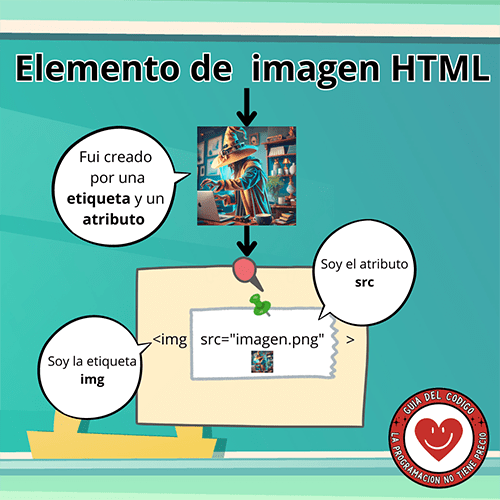 Elemento de imagen HTML
Fui creado
por una
etiqueta y un
atributo
Soy el atributo
src
<img src="imagen.png" >
Soy la etiqueta
img
GUIA DEL CÓDIGO
LA PROGRAMACION NO TIENE PRECIO